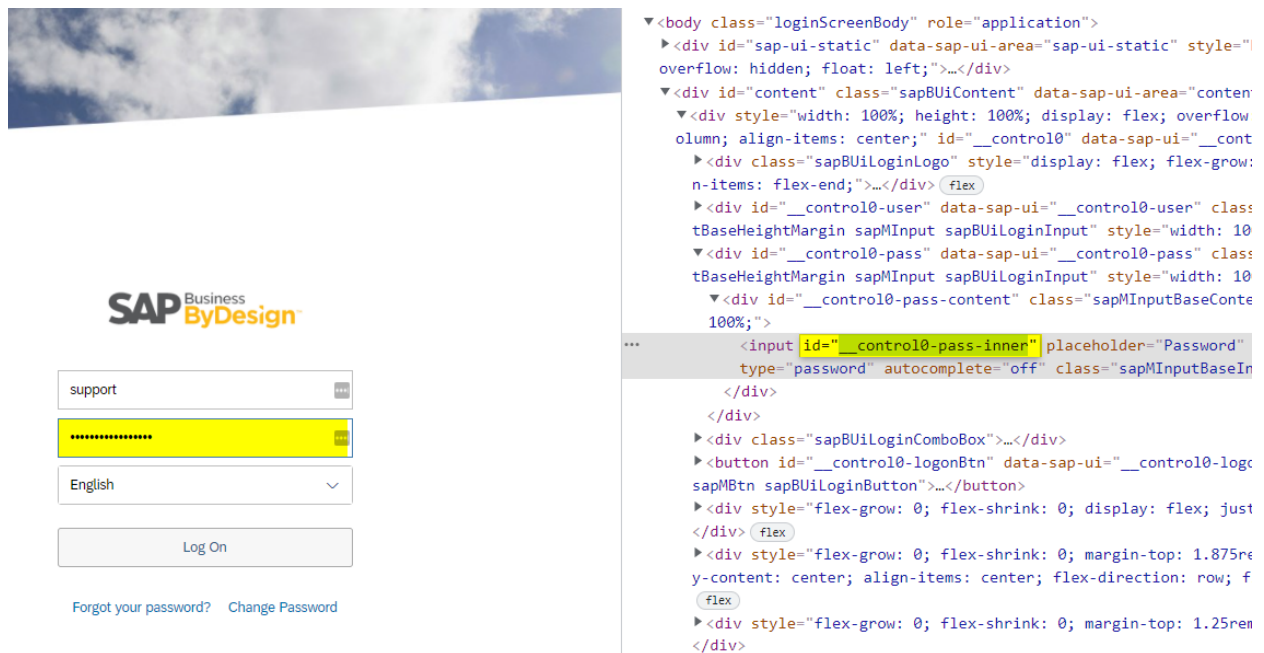 SAP Business ByDesign
support
•••••••••••••••••
English
Log On
Forgot your password? Change Password
▼<body class="loginScreenBody" role="application">
▶<div id="sap-ui-static" data-sap-ui-area="sap-ui-static" style="
overflow: hidden; float: left;">…</div>
▼<div id="content" class="sapBUiContent" data-sap-ui-area="conten
▼<div style="width: 100%; height: 100%; display: flex; overflow
olumn; align-items: center;" id="__control0" data-sap-ui="__cont
▶<div class="sapBUiLoginLogo" style="display: flex; flex-grow:
n-items: flex-end;">…</div> flex
▶<div id="__control0-user" data-sap-ui="__control0-user" class
tBaseHeightMargin sapMInput sapBUiLoginInput" style="width: 10
▼<div id="__control0-pass" data-sap-ui="__control0-pass" class
tBaseHeightMargin sapMInput sapBUiLoginInput" style="width: 10
▼<div id="__control0-pass-content" class="sapMInputBaseConte
100%;">
… <input id="__control0-pass-inner" placeholder="Password"
type="password" autocomplete="off" class="sapMInputBaseIn
</div>
</div>
▶<div class="sapBUiLoginComboBox">…</div>
▶<button id="__control0-logonBtn" data-sap-ui="__control0-logo
sapMBtn sapBUiLoginButton">…</button>
▶<div style="flex-grow: 0; flex-shrink: 0; display: flex; just
</div> flex
▶<div style="flex-grow: 0; flex-shrink: 0; margin-top: 1.875re
y-content: center; align-items: center; flex-direction: row; f
flex
▶<div style="flex-grow: 0; flex-shrink: 0; margin-top: 1.25rem
</div>